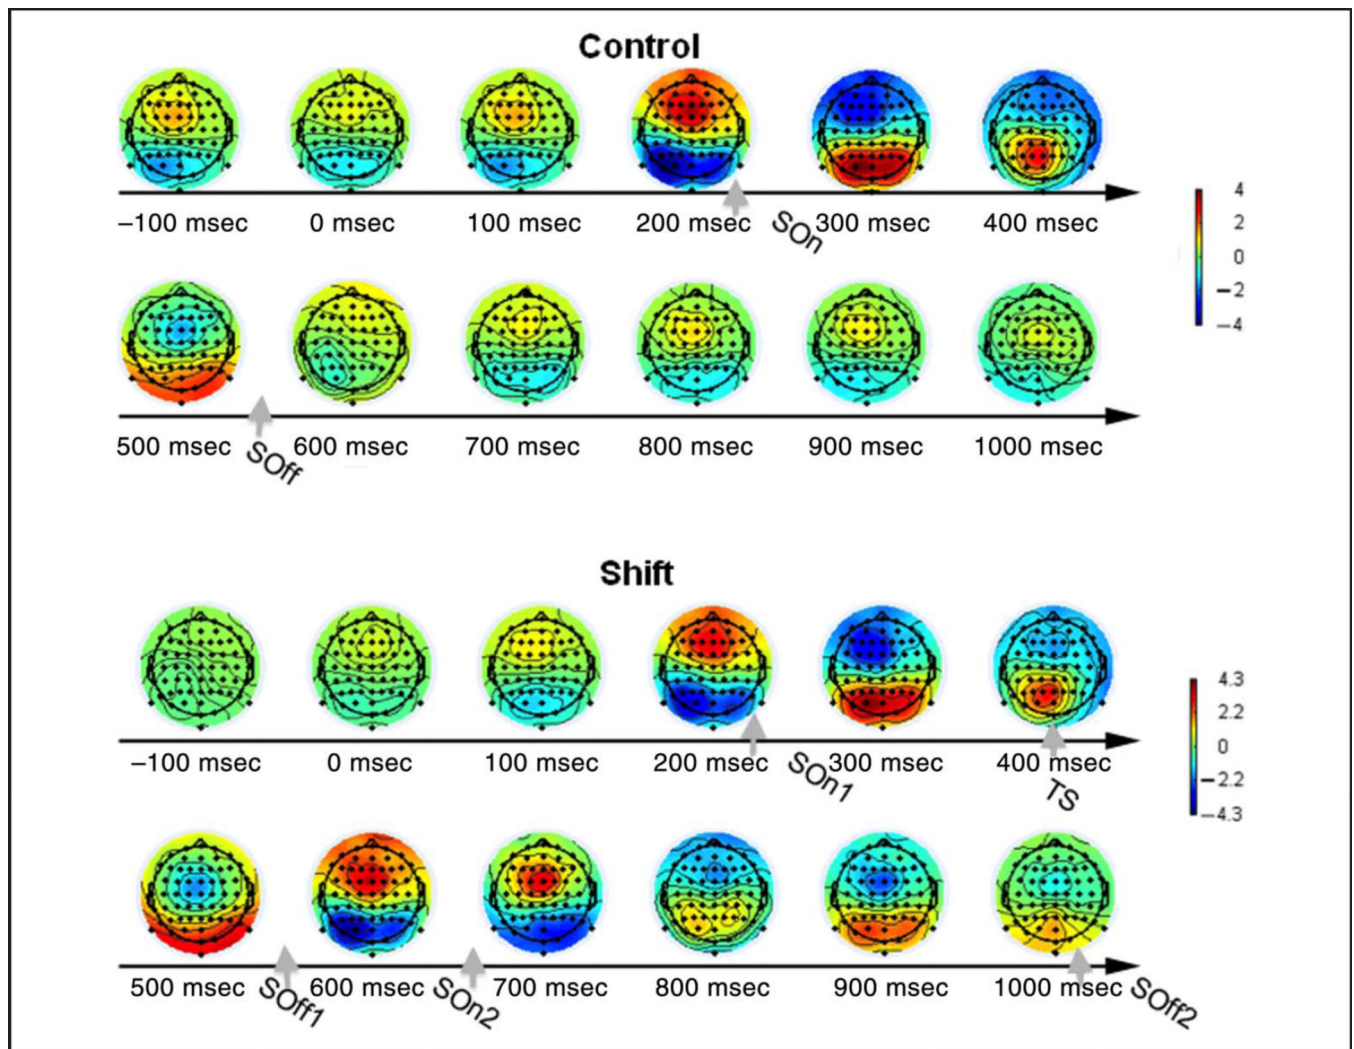 Control
–100 msec 0 msec 100 msec 200 msec SOn 300 msec 400 msec
4
2
0
–2
–4
500 msec SOff 600 msec 700 msec 800 msec 900 msec 1000 msec
Shift
–100 msec 0 msec 100 msec 200 msec SOn1 300 msec 400 msec
TS
4.3
2.2
0
–2.2
–4.3
500 msec SOff1 600 msec SOn2 700 msec 800 msec 900 msec 1000 msec SOff2